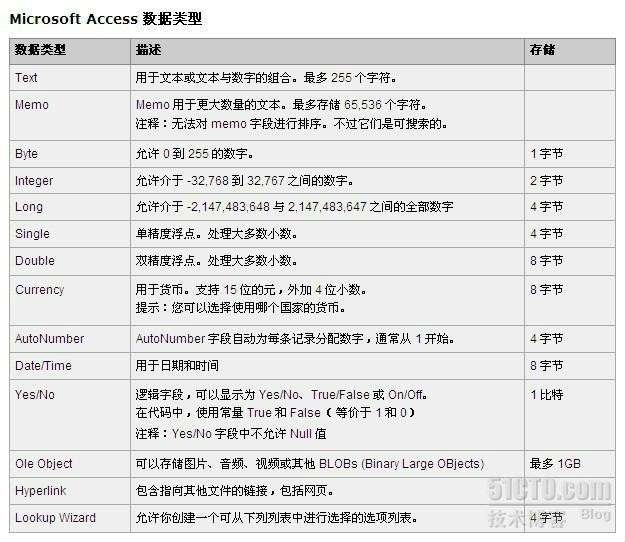 Microsoft Access 数据类型
数据类型 描述 存储
Text 用于文本或文本与数字的组合。最多 255 个字符。
Memo Memo 用于更大数量的文本。最多存储 65,536 个字符。
注释：无法对 memo 字段进行排序。不过它们是可搜索的。
Byte 允许 0 到 255 的数字。 1 字节
Integer 允许介于 -32,768 到 32,767 之间的数字。 2 字节
Long 允许介于 -2,147,483,648 与 2,147,483,647 之间的全部数字 4 字节
Single 单精度浮点。处理大多数小数。 4 字节
Double 双精度浮点。处理大多数小数。 8 字节
Currency 用于货币。支持 15 位的元，外加 4 位小数。 8 字节
提示：您可以选择使用哪个国家的货币。
AutoNumber AutoNumber 字段自动为每条记录分配数字，通常从 1 开始。 4 字节
Date/Time 用于日期和时间 8 字节
Yes/No 逻辑字段，可以显示为 Yes/No、True/False 或 On/Off。 1 比特
在代码中，使用常量 True 和 False（等价于 1 和 0）
注释：Yes/No 字段中不允许 Null 值
Ole Object 可以存储图片、音频、视频或其他 BLOBs (Binary Large OBjects) 最多 1GB
Hyperlink 包含指向其他文件的链接，包括网页。
Lookup Wizard 允许你创建一个可从下列列表中进行选择的选项列表。 4 字节
51CTO.com
技术博客 Blog